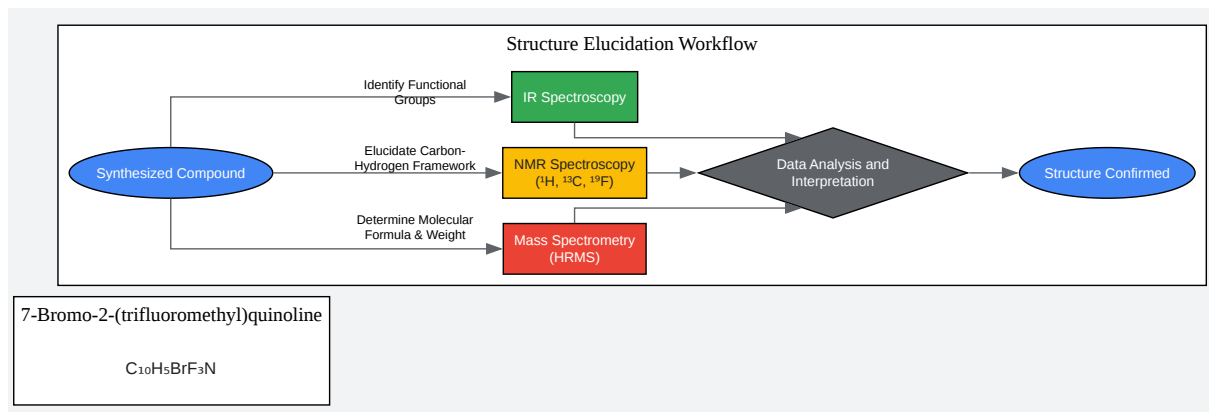 Structure Elucidation Workflow
Identify Functional
Groups
IR Spectroscopy
Elucidate Carbon-
Hydrogen Framework
Synthesized Compound
NMR Spectroscopy
(¹H, ¹³C, ¹⁹F)
Data Analysis and
Interpretation
Structure Confirmed
Determine Molecular
Formula & Weight
Mass Spectrometry
(HRMS)
7-Bromo-2-(trifluoromethyl)quinoline
C₁₀H₅BrF₃N